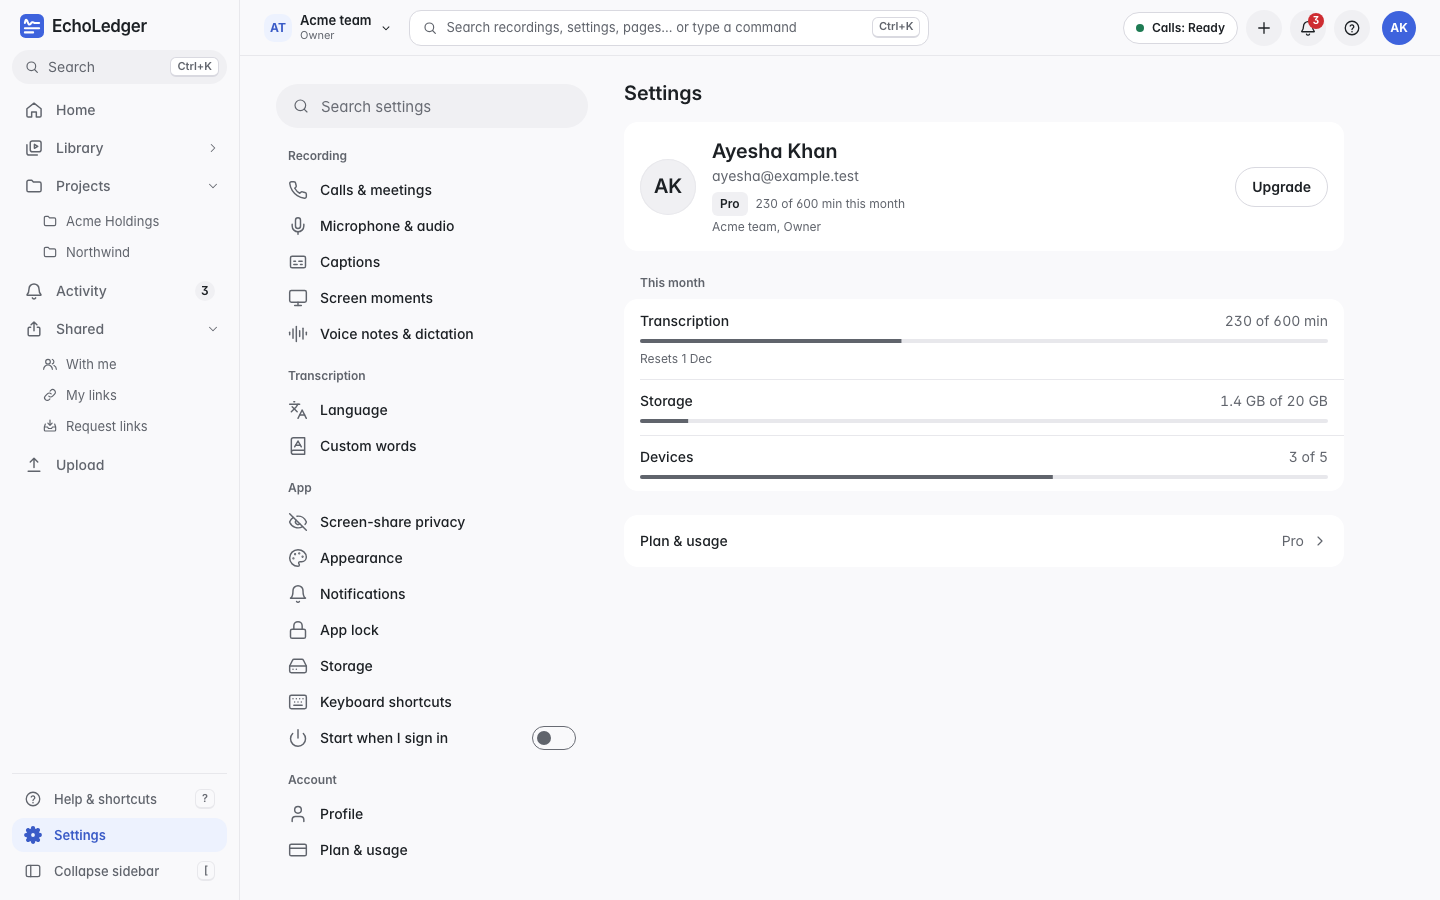 EchoLedger
Search Ctrl+K
Home
Library
Projects
Acme Holdings
Northwind
Activity 3
Shared
With me
My links
Request links
Upload
Help & shortcuts ?
Settings
Collapse sidebar [
AT Acme team
Owner
Search recordings, settings, pages... or type a command Ctrl+K
Calls: Ready
3
AK
Search settings
Recording
Calls & meetings
Microphone & audio
Captions
Screen moments
Voice notes & dictation
Transcription
Language
Custom words
App
Screen-share privacy
Appearance
Notifications
App lock
Storage
Keyboard shortcuts
Start when I sign in
Account
Profile
Plan & usage
Settings
AK
Ayesha Khan
ayesha@example.test
Pro 230 of 600 min this month
Acme team, Owner
Upgrade
This month
Transcription 230 of 600 min
Resets 1 Dec
Storage 1.4 GB of 20 GB
Devices 3 of 5
Plan & usage Pro